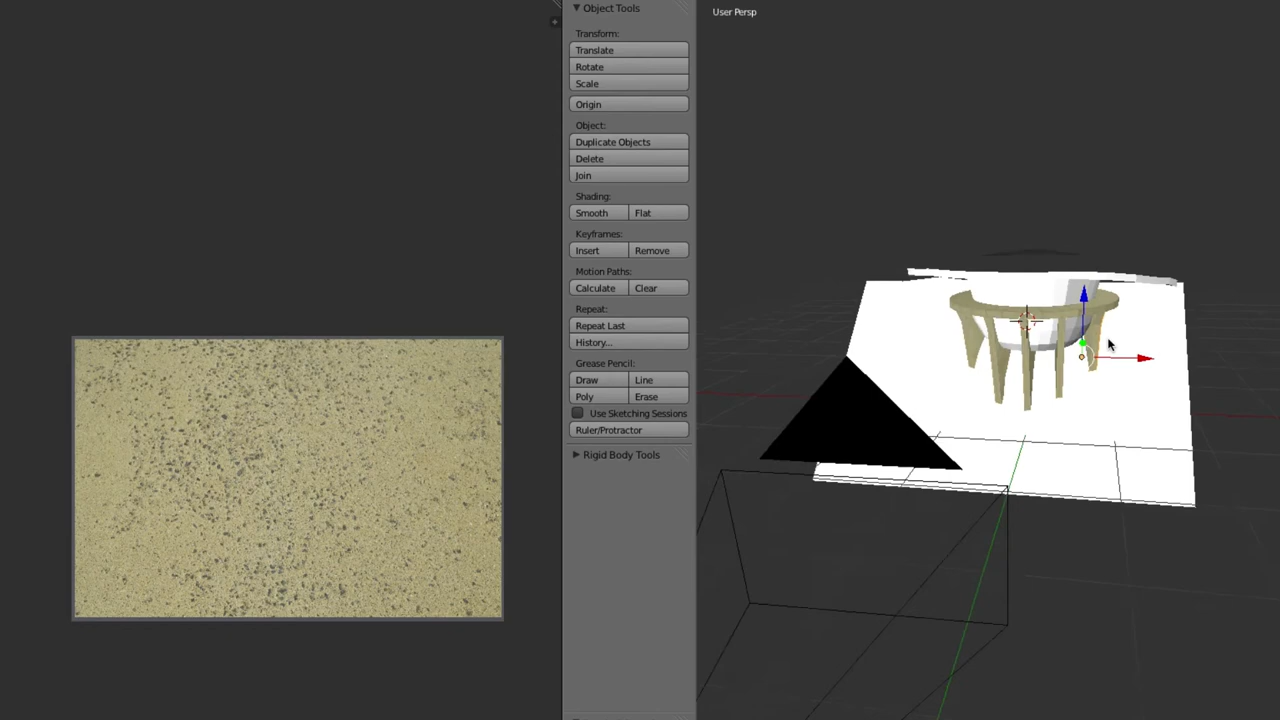 Object Tools
User Persp
Transform:
Translate
Rotate
Scale
Origin
Object:
Duplicate Objects
Delete
Join
Shading:
Smooth Flat
Keyframes:
Insert Remove
Motion Paths:
Calculate Clear
Repeat:
Repeat Last
History...
Grease Pencil:
Draw Line
Poly Erase
Use Sketching Sessions
Ruler/Protractor
Rigid Body Tools